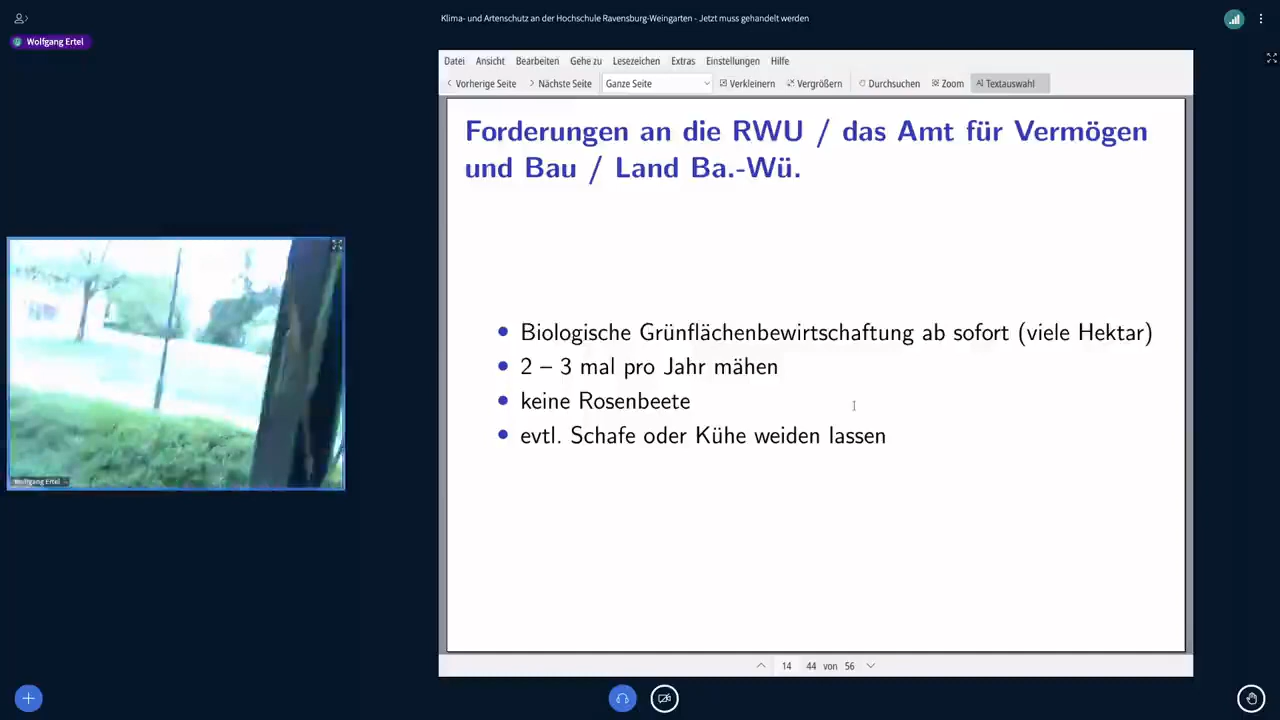 Klima- und Artenschutz an der Hochschule Ravensburg-Weingarten - Jetzt muss gehandelt werden
Wolfgang Ertel
Datei Ansicht Bearbeiten Gehe zu Lesezeichen Extras Einstellungen Hilfe
Vorherige Seite Nächste Seite Ganze Seite Verkleinern Vergrößern Durchsuchen Zoom Textauswahl
Forderungen an die RWU / das Amt für Vermögen
und Bau / Land Ba.-Wü.
• Biologische Grünflächenbewirtschaftung ab sofort (viele Hektar)
• 2 – 3 mal pro Jahr mähen
• keine Rosenbeete
• evtl. Schafe oder Kühe weiden lassen
Wolfgang Ertel
14 44 von 56